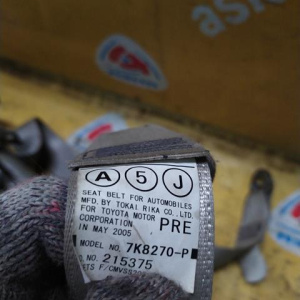 A 5 J
SEAT BELT FOR AUTOMOBILES
MFD. BY TOKAI RIKA CO., LTD.
FOR TOYOTA MOTOR
CORPORATION PRE
IN MAY 2005
MODEL NO. 7K8270-P
NO. 215375